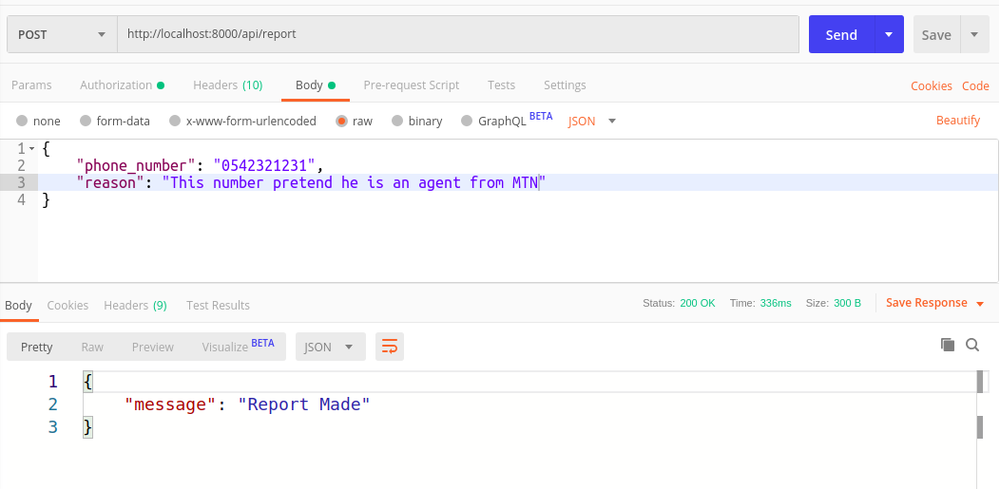 POST http://localhost:8000/api/report Send Save
Params Authorization Headers (10) Body Pre-request Script Tests Settings Cookies Code
none form-data x-www-form-urlencoded raw binary GraphQL BETA JSON Beautify
1 {
2 "phone_number": "0542321231",
3 "reason": "This number pretend he is an agent from MTN"
4 }
Body Cookies Headers (9) Test Results Status: 200 OK Time: 336ms Size: 300 B Save Response
Pretty Raw Preview Visualize BETA JSON
1 {
2 "message": "Report Made"
3 }